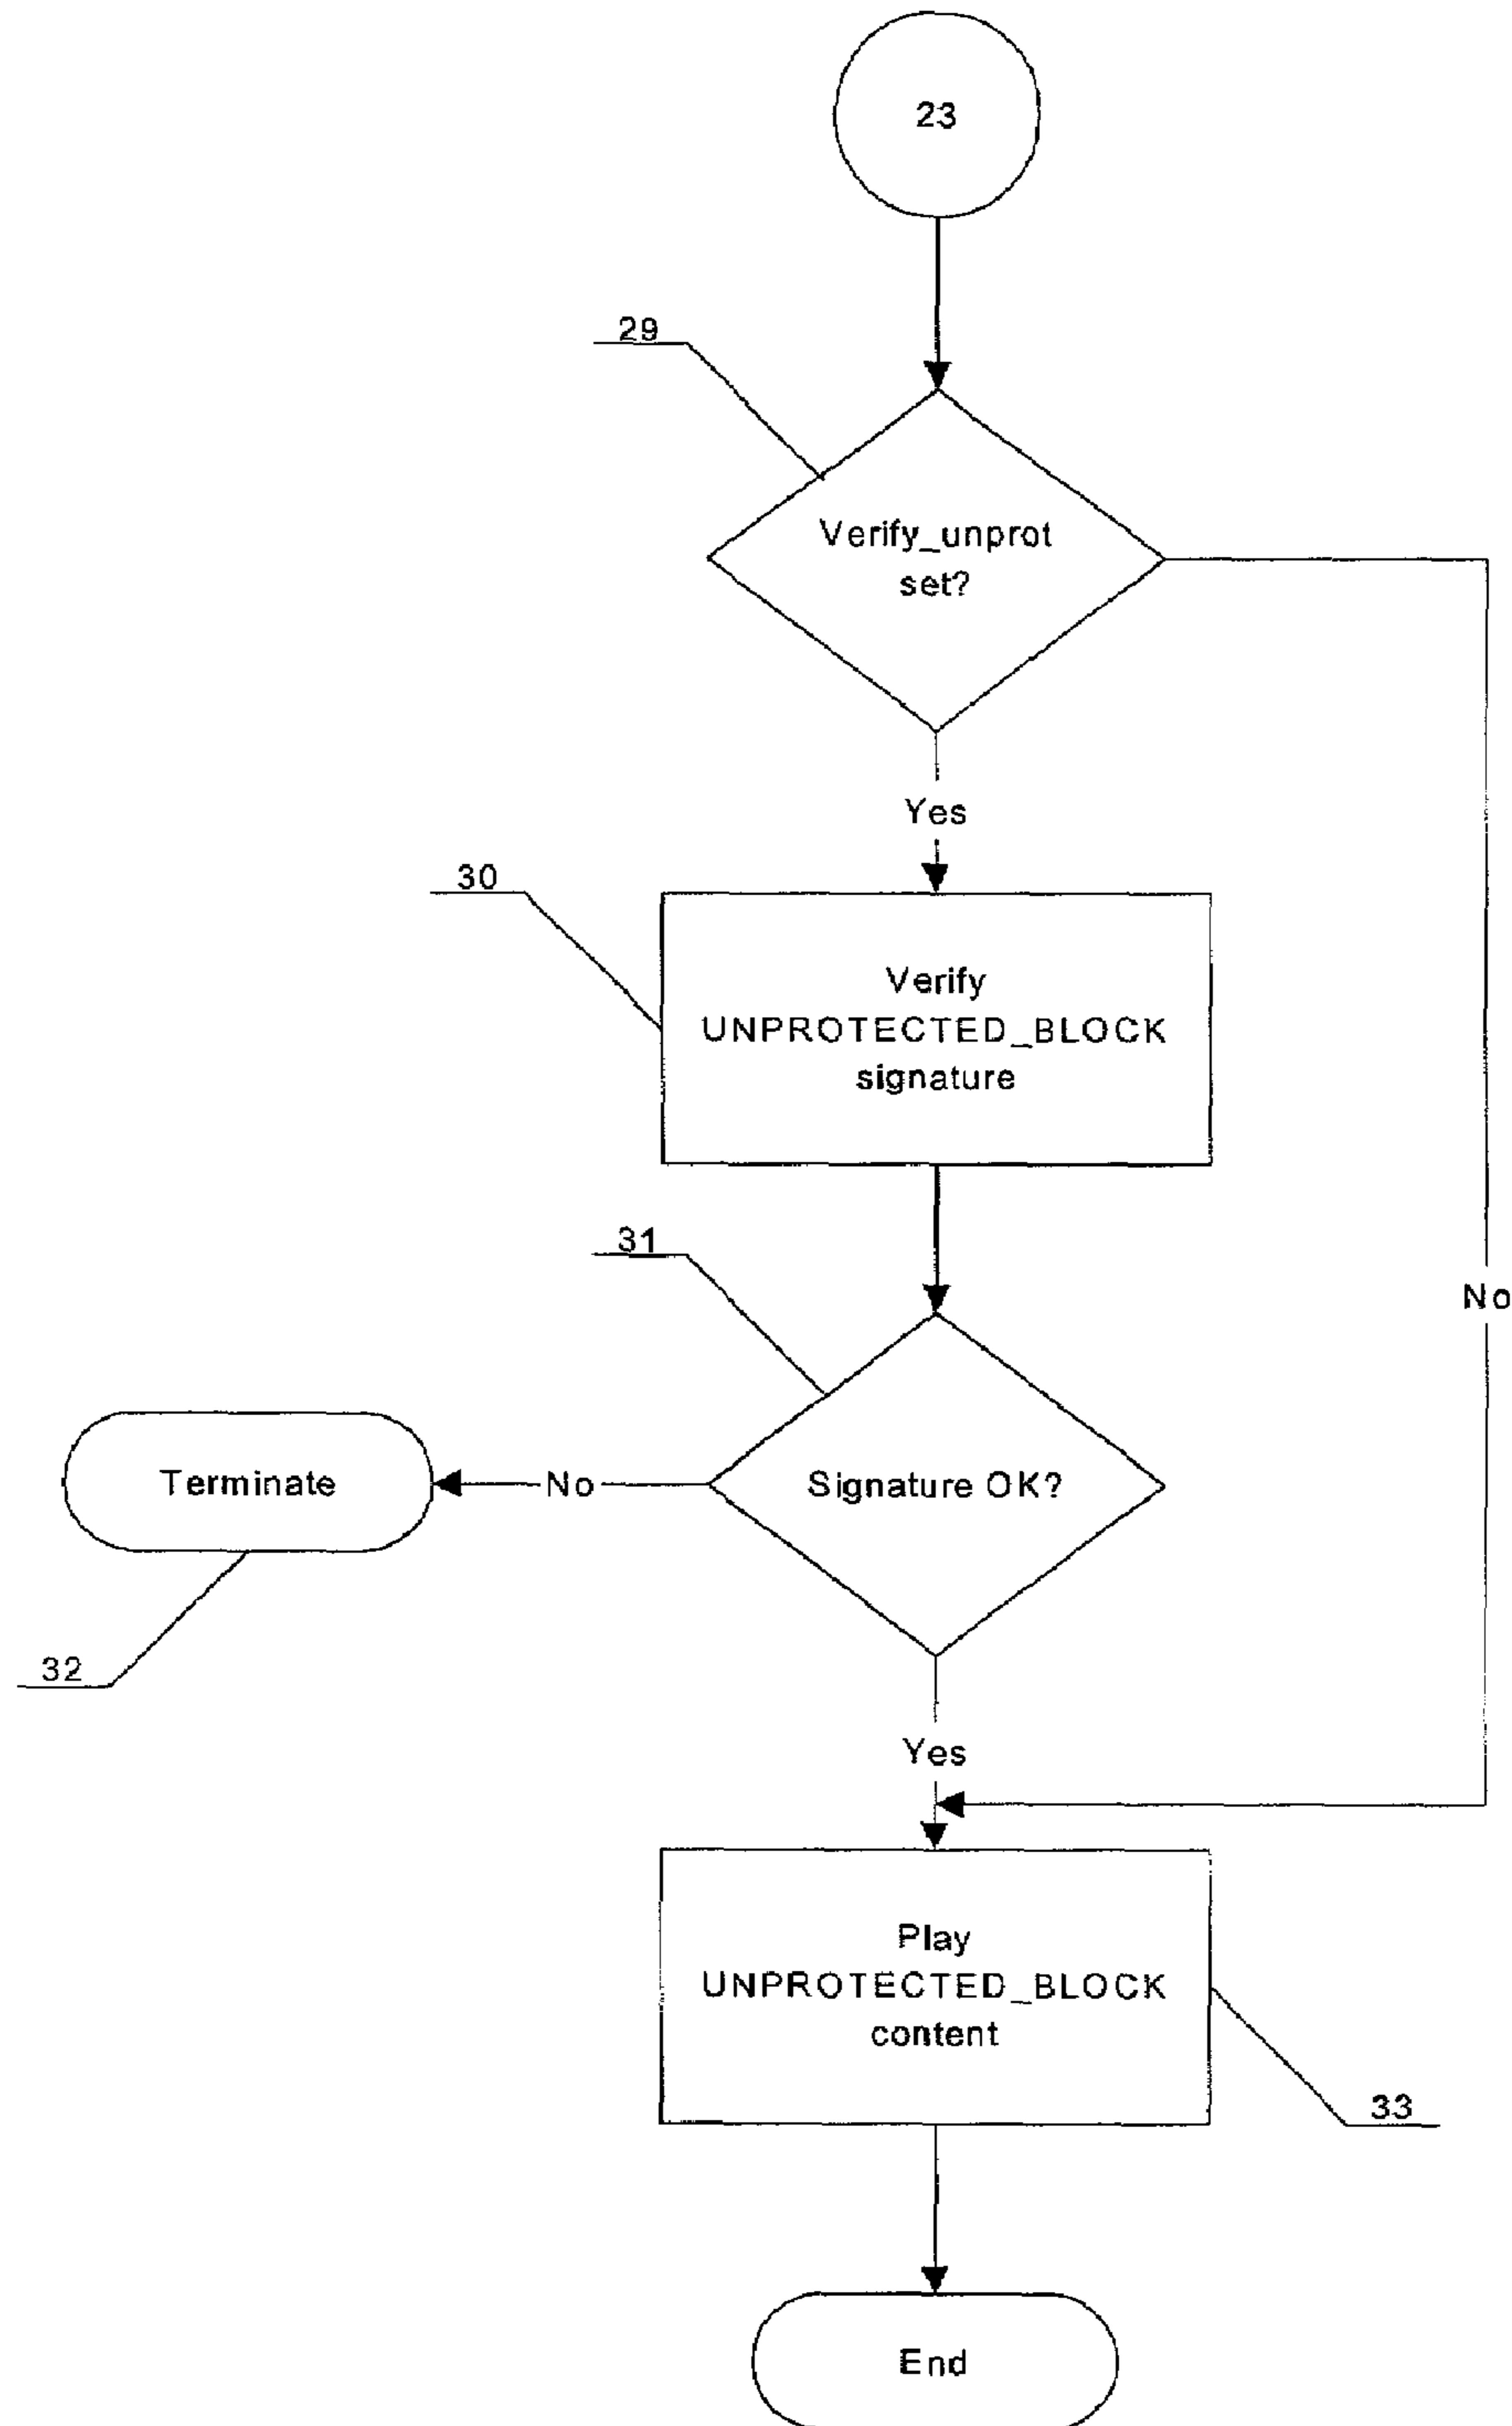 23
29
Verify_unprot
set?
Yes
30
Verify
UNPROTECTED_BLOCK
signature
31
No
Terminate
No
Signature OK?
32
Yes
Play
UNPROTECTED_BLOCK
content
33
End